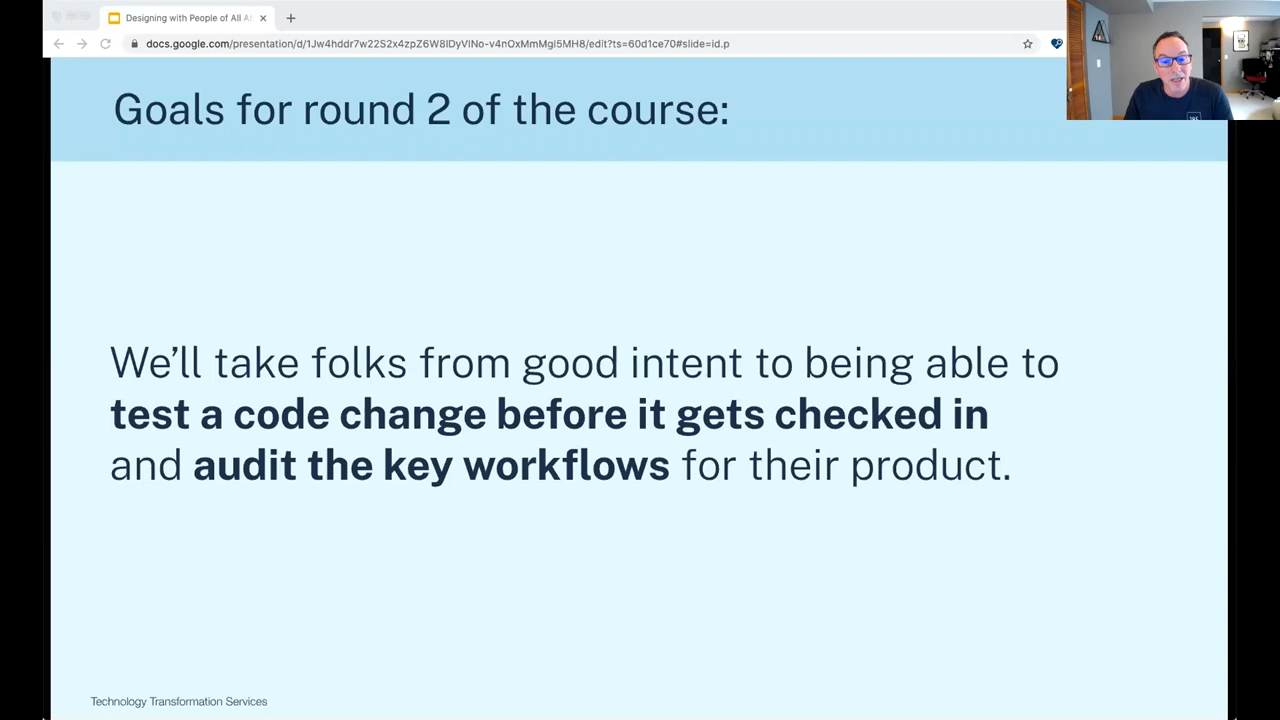 Designing with People of All A
docs.google.com/presentation/d/1Jw4hddr7w22S2x4zpZ6W8lDyVlNo-v4nOxMmMgl5MH8/edit?ts=60d1ce70#slide=id.p
Goals for round 2 of the course:
We’ll take folks from good intent to being able to
test a code change before it gets checked in
and audit the key workflows for their product.
Technology Transformation Services